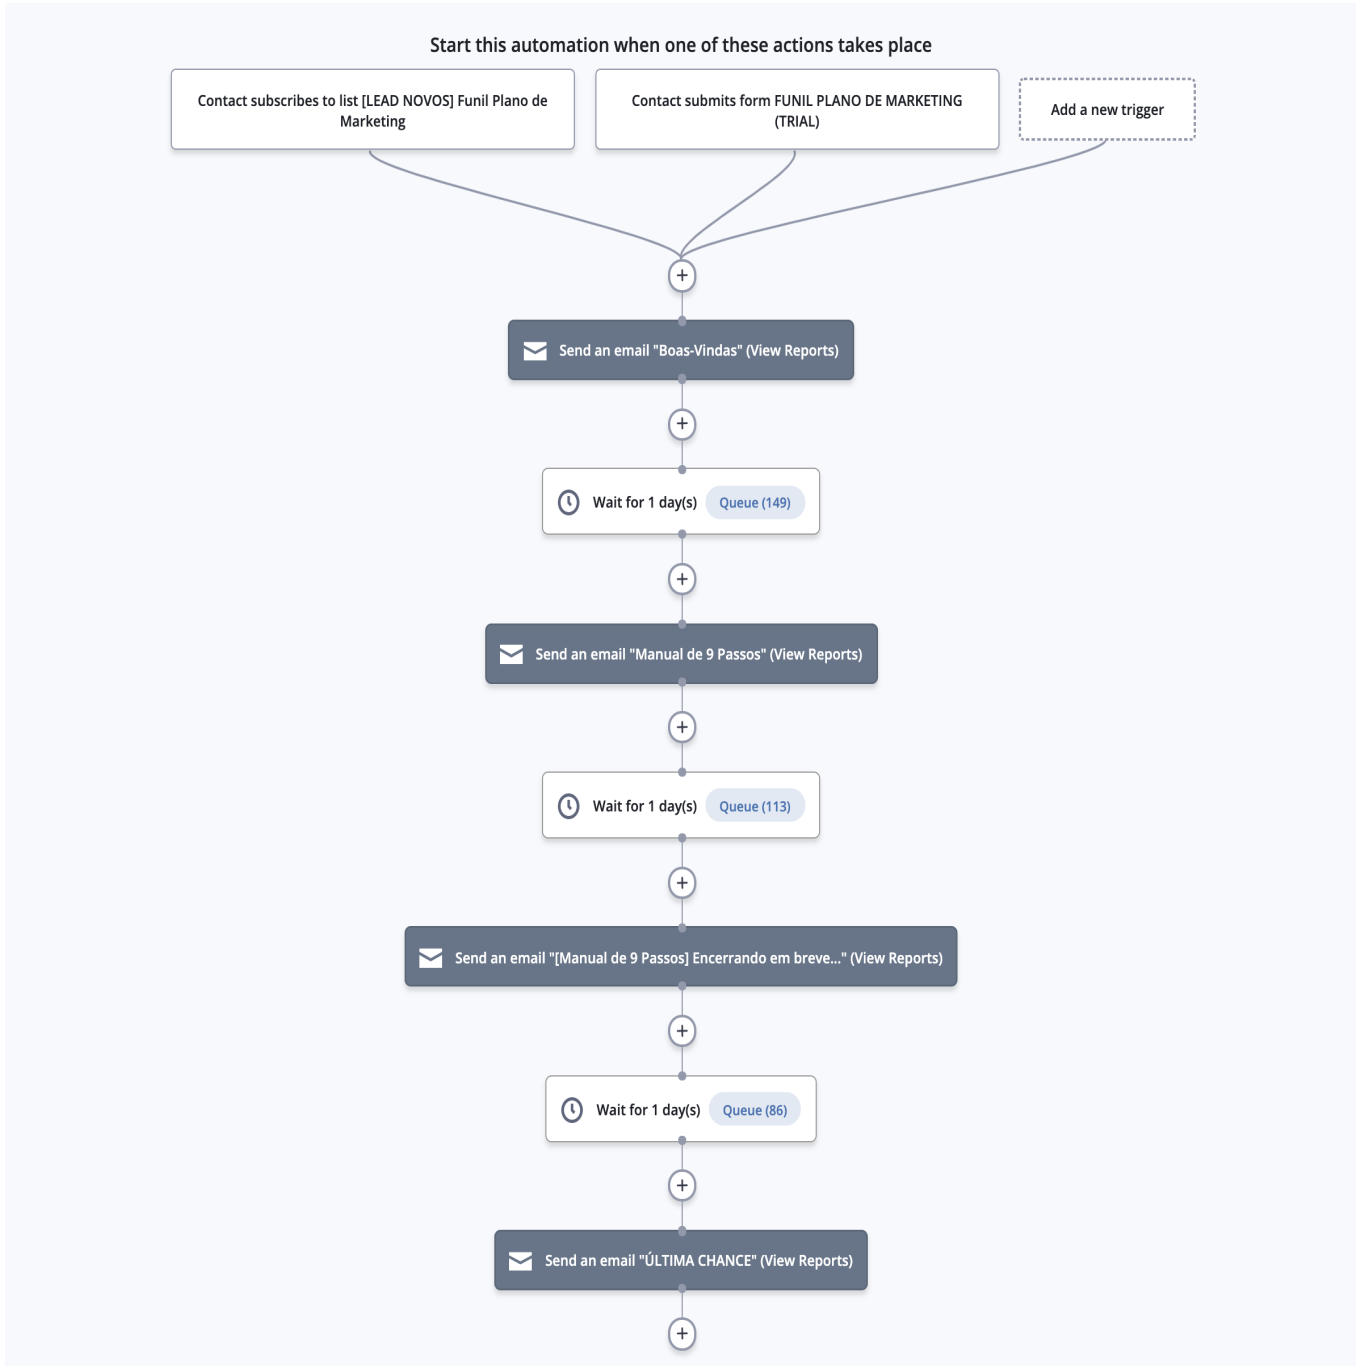 Start this automation when one of these actions takes place
Contact subscribes to list [LEAD NOVOS] Funil Plano de
Marketing
Contact submits form FUNIL PLANO DE MARKETING
(TRIAL)
Add a new trigger
Send an email "Boas-Vindas" (View Reports)
Wait for 1 day(s) Queue (149)
Send an email "Manual de 9 Passos" (View Reports)
Wait for 1 day(s) Queue (113)
Send an email "[Manual de 9 Passos] Encerrando em breve..." (View Reports)
Wait for 1 day(s) Queue (86)
Send an email "ÚLTIMA CHANCE" (View Reports)